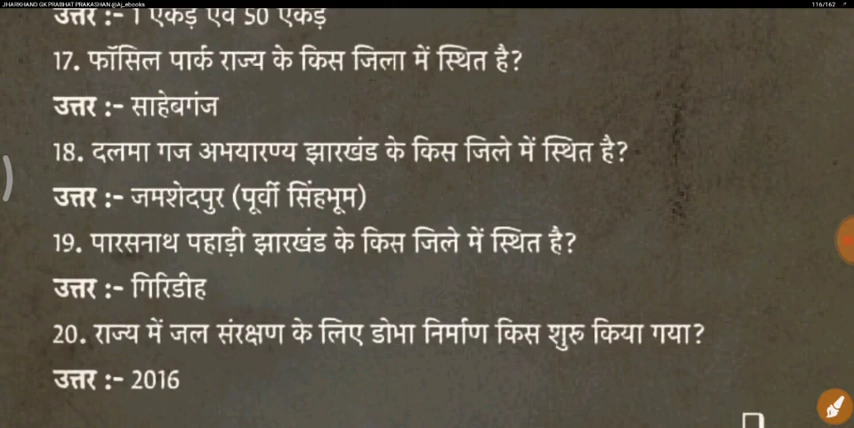 JHARKHAND GK PRABHAT PRAKASHAN @Aj_ebooks 116/162
उत्तर :- 1 एकड़ एवं 50 एकड़
17. फॉसिल पार्क राज्य के किस जिला में स्थित है?
उत्तर :- साहेबगंज
18. दलमा गज अभयारण्य झारखंड के किस जिले में स्थित है?
उत्तर :- जमशेदपुर (पूर्वी सिंहभूम)
19. पारसनाथ पहाड़ी झारखंड के किस जिले में स्थित है?
उत्तर :- गिरिडीह
20. राज्य में जल संरक्षण के लिए डोभा निर्माण किस शुरू किया गया?
उत्तर :- 2016